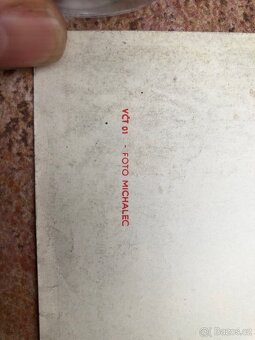 VČT 01 - FOTO MICHALEC
Bazos.cz